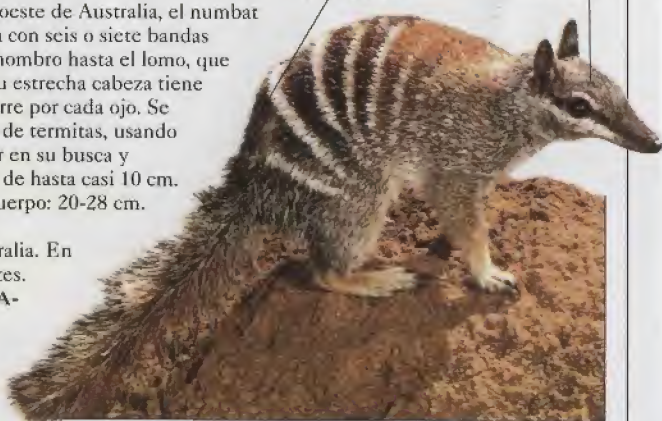 oeste de Australia, el numbat
con seis o siete bandas
hombro hasta el lomo, que
u estrecha cabeza tiene
rre por cada ojo. Se
de termitas, usando
r en su busca y
de hasta casi 10 cm.
uerpo: 20-28 cm.
ralia. En
tes.
A-